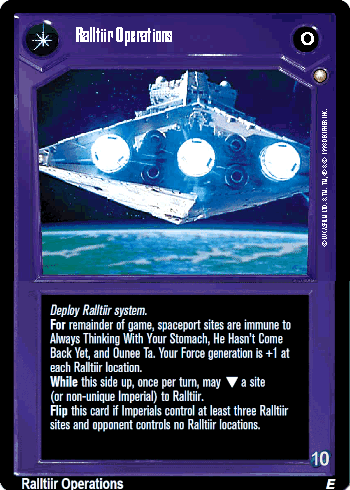 Ralltiir Operations
O
Deploy Ralltiir system.
For remainder of game, spaceport sites are immune to
Always Thinking With Your Stomach, He Hasn't Come
Back Yet, and Ounee Ta. Your Force generation is +1 at
each Ralltiir location.
While this side up, once per turn, may ▼ a site
(or non-unique Imperial) to Ralltiir.
Flip this card if Imperials control at least three Ralltiir
sites and opponent controls no Ralltiir locations.
10
Ralltiir Operations
E